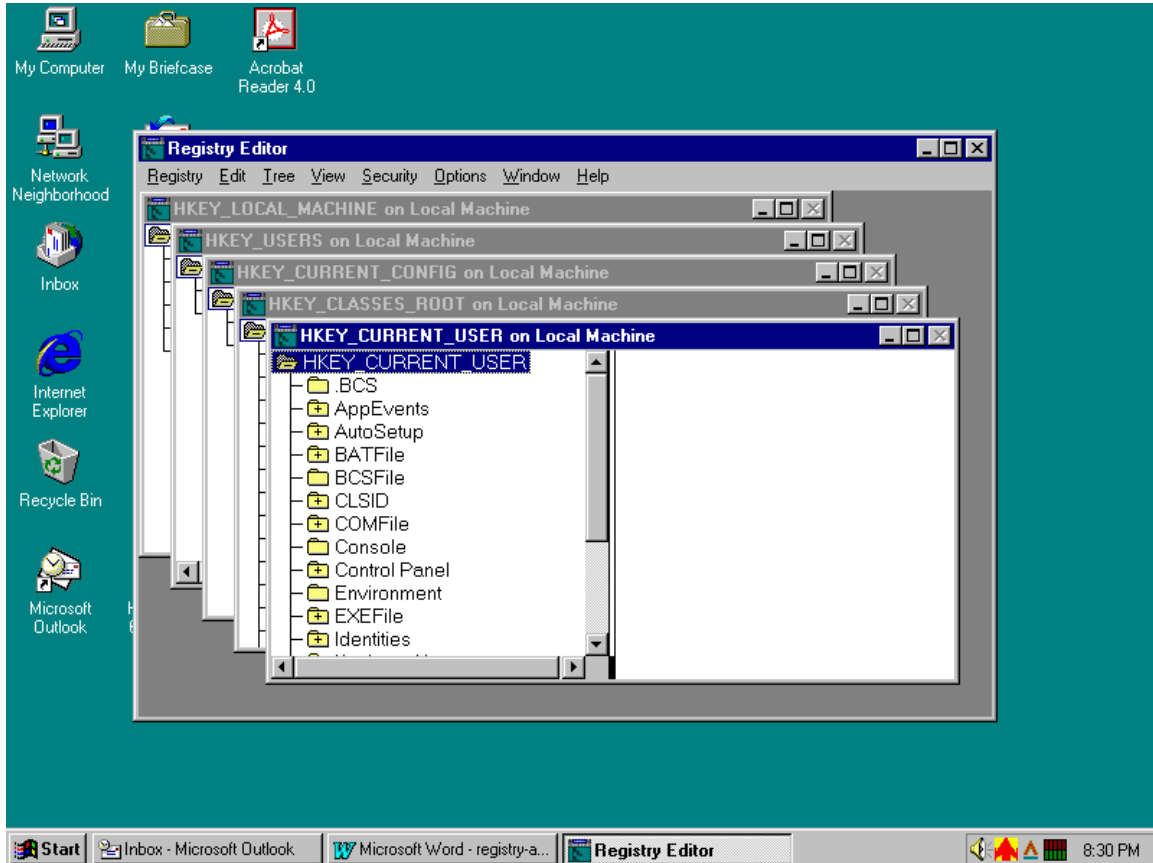 My Computer
My Briefcase
Acrobat
Reader 4.0
Network
Neighborhood
Inbox
Internet
Explorer
Recycle Bin
Microsoft
Outlook
Registry Editor
Registry Edit Tree View Security Options Window Help
HKEY_LOCAL_MACHINE on Local Machine
HKEY_USERS on Local Machine
HKEY_CURRENT_CONFIG on Local Machine
HKEY_CLASSES_ROOT on Local Machine
HKEY_CURRENT_USER on Local Machine
HKEY_CURRENT_USER
.BCS
AppEvents
AutoSetup
BATFile
BCSFile
CLSID
COMFile
Console
Control Panel
Environment
EXEFile
Identities
Start
Inbox - Microsoft Outlook
Microsoft Word - registry-a...
Registry Editor
8:30 PM